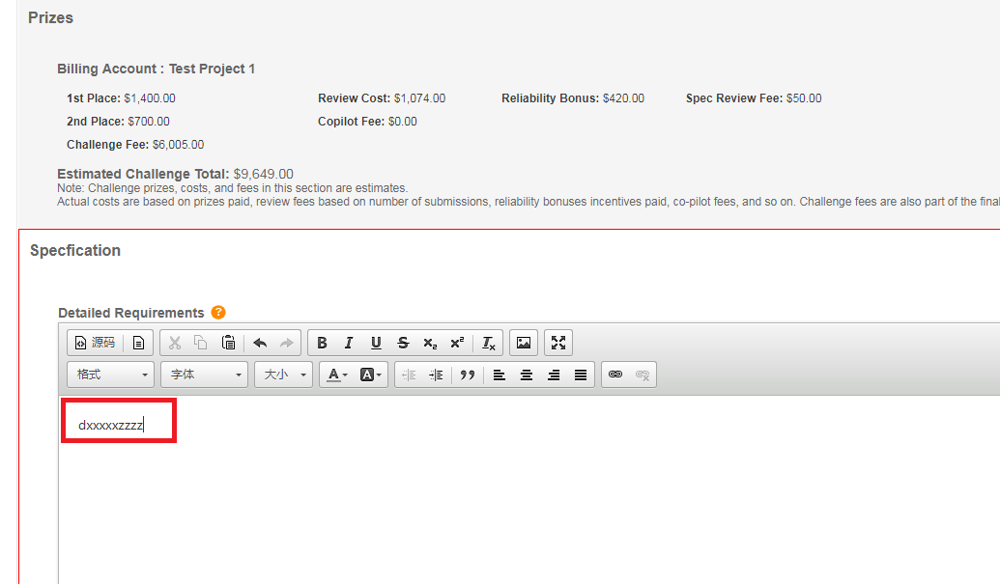 Prizes
Billing Account : Test Project 1
1st Place: $1,400.00 Review Cost: $1,074.00 Reliability Bonus: $420.00 Spec Review Fee: $50.00
2nd Place: $700.00 Copilot Fee: $0.00
Challenge Fee: $6,005.00
Estimated Challenge Total: $9,649.00
Note: Challenge prizes, costs, and fees in this section are estimates.
Actual costs are based on prizes paid, review fees based on number of submissions, reliability bonuses incentives paid, co-pilot fees, and so on. Challenge fees are also part of the final
Specfication
Detailed Requirements ?
源码 B I U S x₂ x² Tx
格式 字体 大小 A A
dxxxxxzzzz